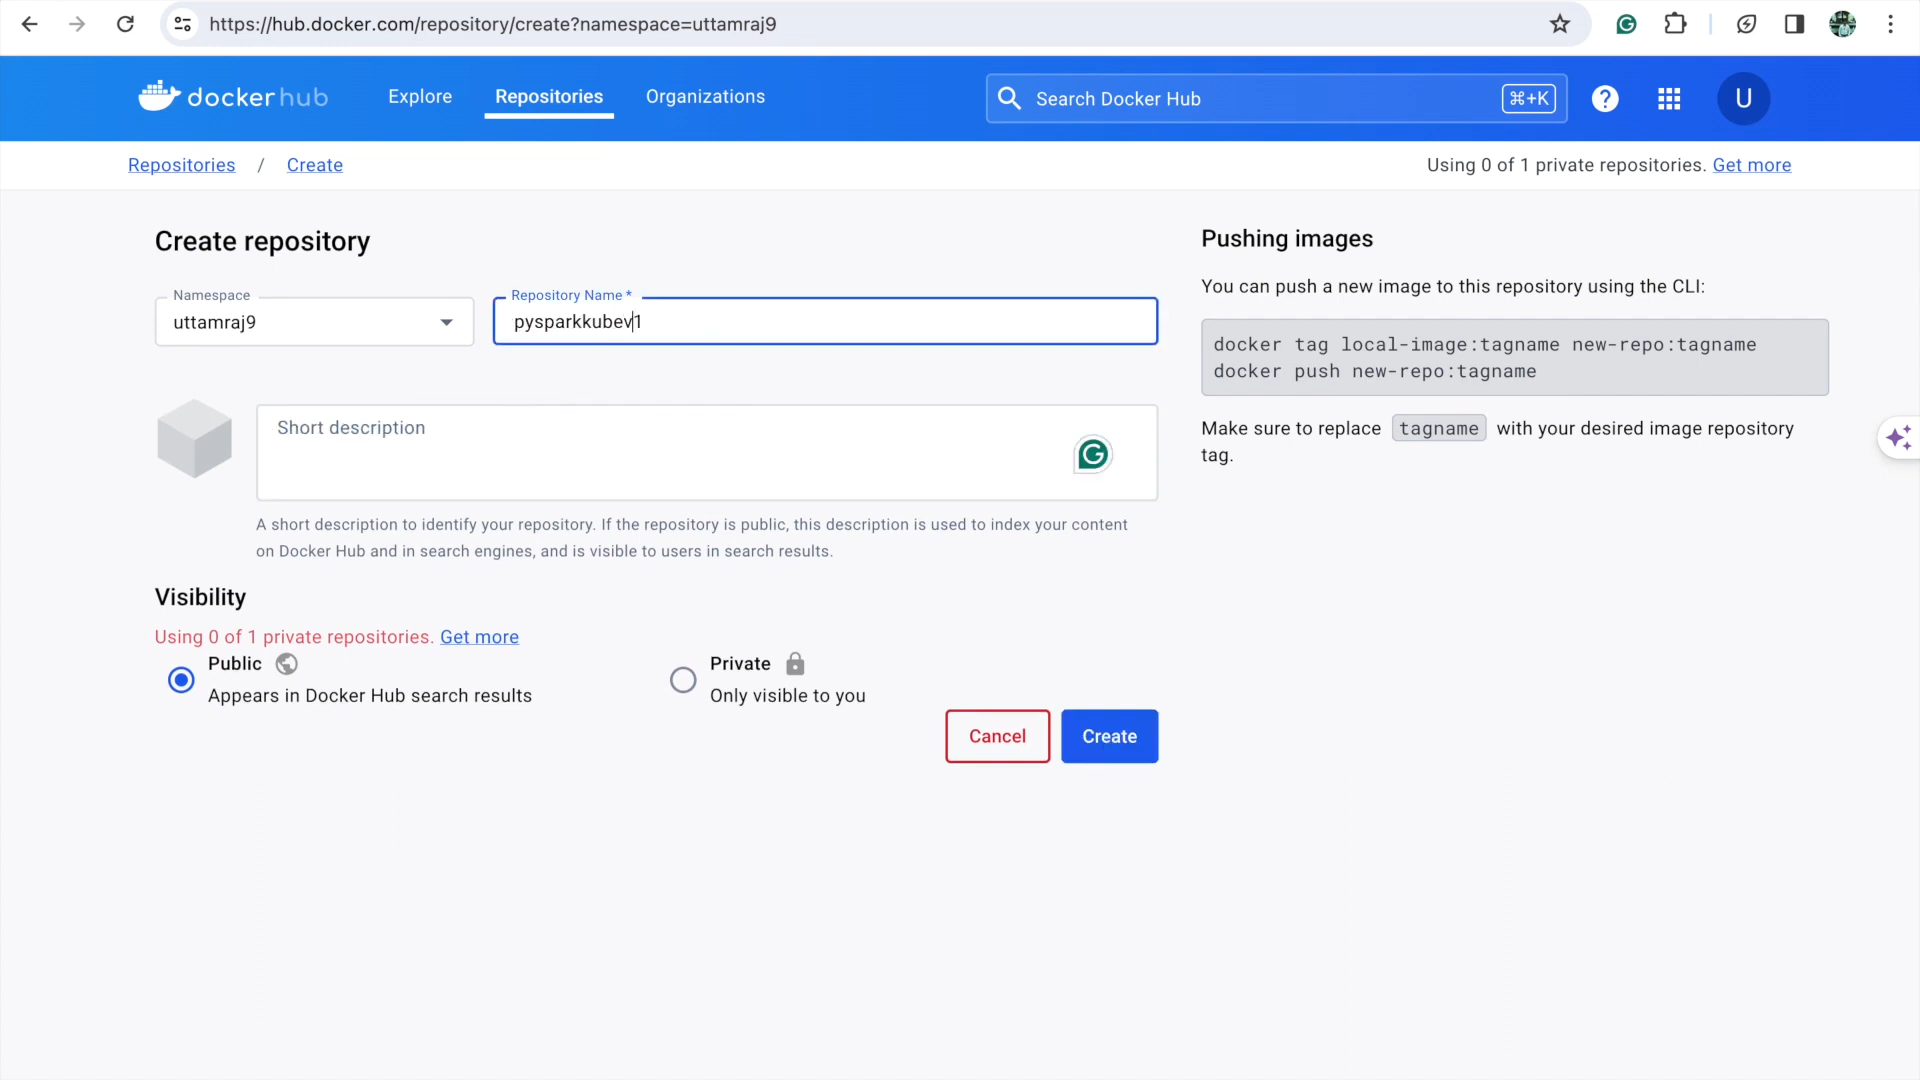 https://hub.docker.com/repository/create?namespace=uttamraj9
docker hub
Explore
Repositories
Organizations
Search Docker Hub
⌘+K
?
U
Repositories / Create
Using 0 of 1 private repositories. Get more
Create repository
Namespace
uttamraj9
Repository Name *
pysparkkubev1
Short description
A short description to identify your repository. If the repository is public, this description is used to index your content
on Docker Hub and in search engines, and is visible to users in search results.
Visibility
Using 0 of 1 private repositories. Get more
Public
Appears in Docker Hub search results
Private
Only visible to you
Cancel
Create
Pushing images
You can push a new image to this repository using the CLI:
docker tag local-image:tagname new-repo:tagname
docker push new-repo:tagname
Make sure to replace tagname with your desired image repository
tag.